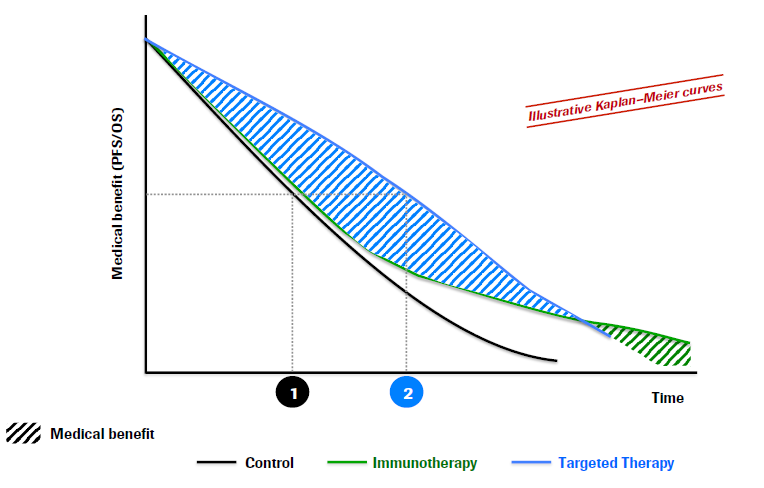 Illustrative Kaplan–Meier curves
Medical benefit (PFS/OS)
1
2
Time
Medical benefit
Control
Immunotherapy
Targeted Therapy